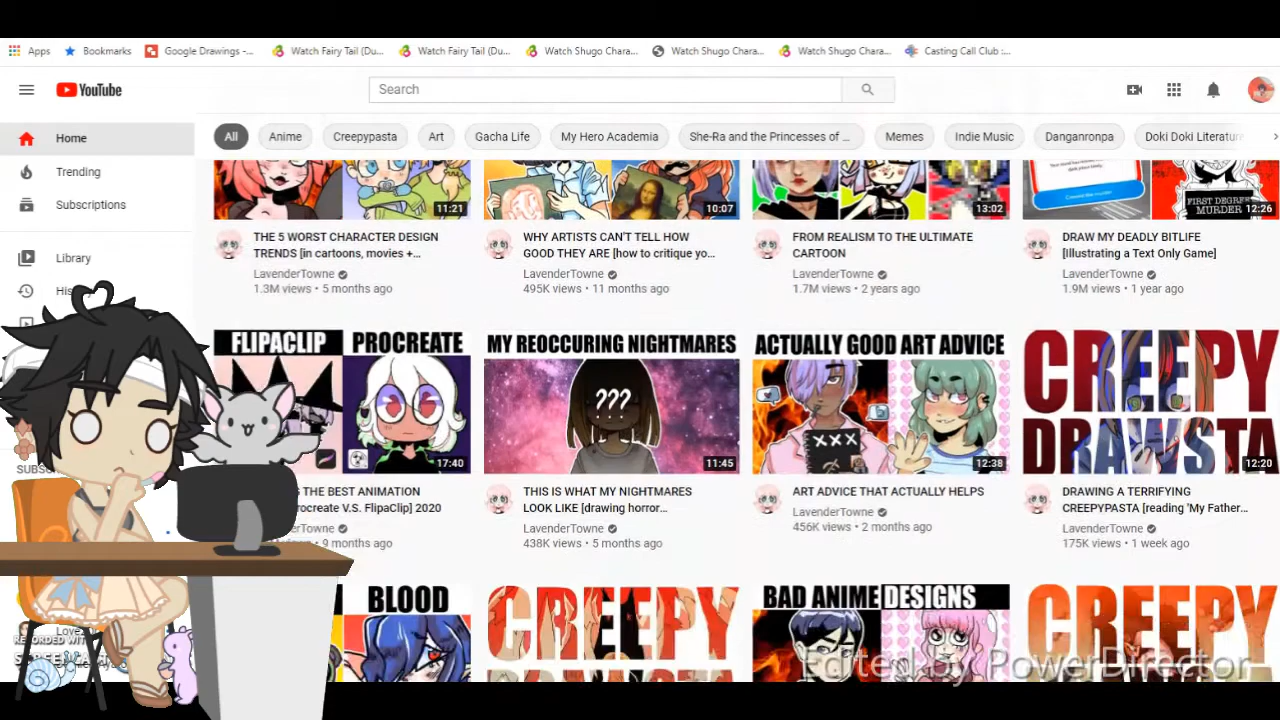 Apps
Bookmarks
Google Drawings -...
Watch Fairy Tail (Du...
Watch Fairy Tail (Du...
Watch Shugo Chara...
Watch Shugo Chara...
Watch Shugo Chara...
Casting Call Club :...
YouTube
Search
Home
Trending
Subscriptions
Library
All
Anime
Creepypasta
Art
Gacha Life
My Hero Academia
She-Ra and the Princesses of ...
Memes
Indie Music
Danganronpa
Doki Doki Literatur
11:21
10:07
13:02
FIRST DEGREE
MURDER
12:26
THE 5 WORST CHARACTER DESIGN
TRENDS [in cartoons, movies +...
LavenderTowne
1.3M views • 5 months ago
WHY ARTISTS CAN'T TELL HOW
GOOD THEY ARE [how to critique yo...
LavenderTowne
495K views • 11 months ago
FROM REALISM TO THE ULTIMATE
CARTOON
LavenderTowne
1.7M views • 2 years ago
DRAW MY DEADLY BITLIFE
[Illustrating a Text Only Game]
LavenderTowne
1.9M views • 1 year ago
FLIPACLIP PROCREATE
17:40
MY REOCCURING NIGHTMARES
???
11:45
ACTUALLY GOOD ART ADVICE
XXX
12:38
CREEPY
DRAWSTA
12:20
THE BEST ANIMATION
rocreate V.S. FlipaClip] 2020
9 months ago
THIS IS WHAT MY NIGHTMARES
LOOK LIKE [drawing horror...
LavenderTowne
438K views • 5 months ago
ART ADVICE THAT ACTUALLY HELPS
LavenderTowne
456K views • 2 months ago
DRAWING A TERRIFYING
CREEPYPASTA [reading 'My Father...
LavenderTowne
175K views • 1 week ago
BLOOD
CREEPY
BAD ANIME DESIGNS
CREEPY
RECORDED WITH
Edited by PowerDirector